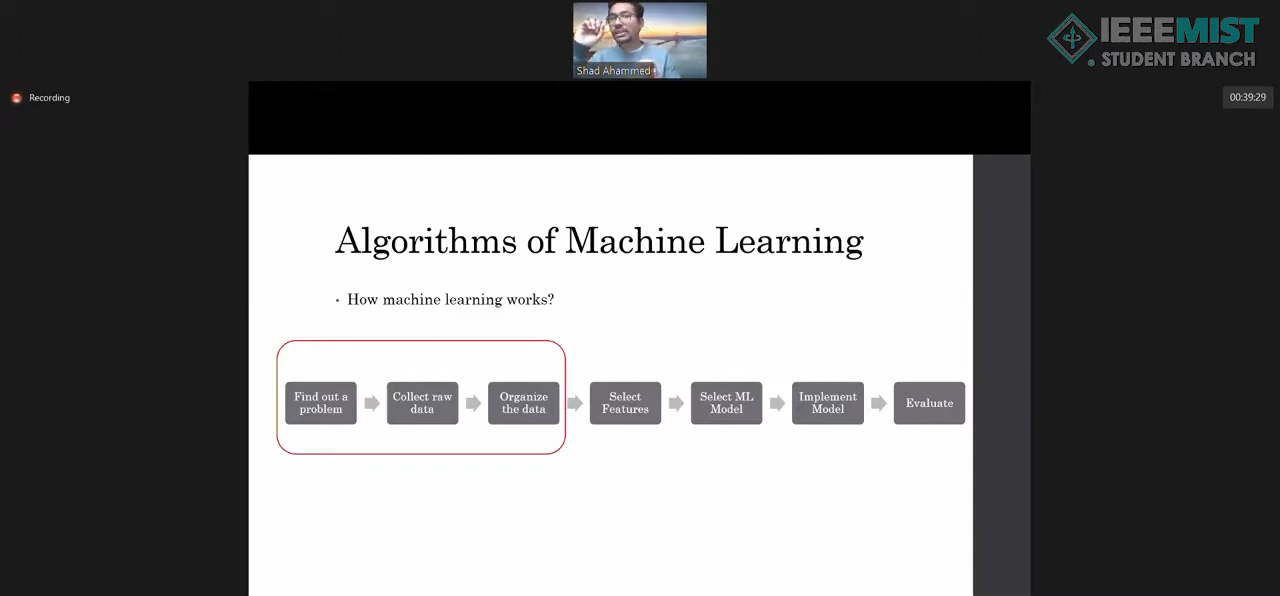 IEEEMIST
STUDENT BRANCH
Shad Ahammed
Recording
00:39:29
Algorithms of Machine Learning
• How machine learning works?
Find out a
problem
Collect raw
data
Organize
the data
Select
Features
Select ML
Model
Implement
Model
Evaluate